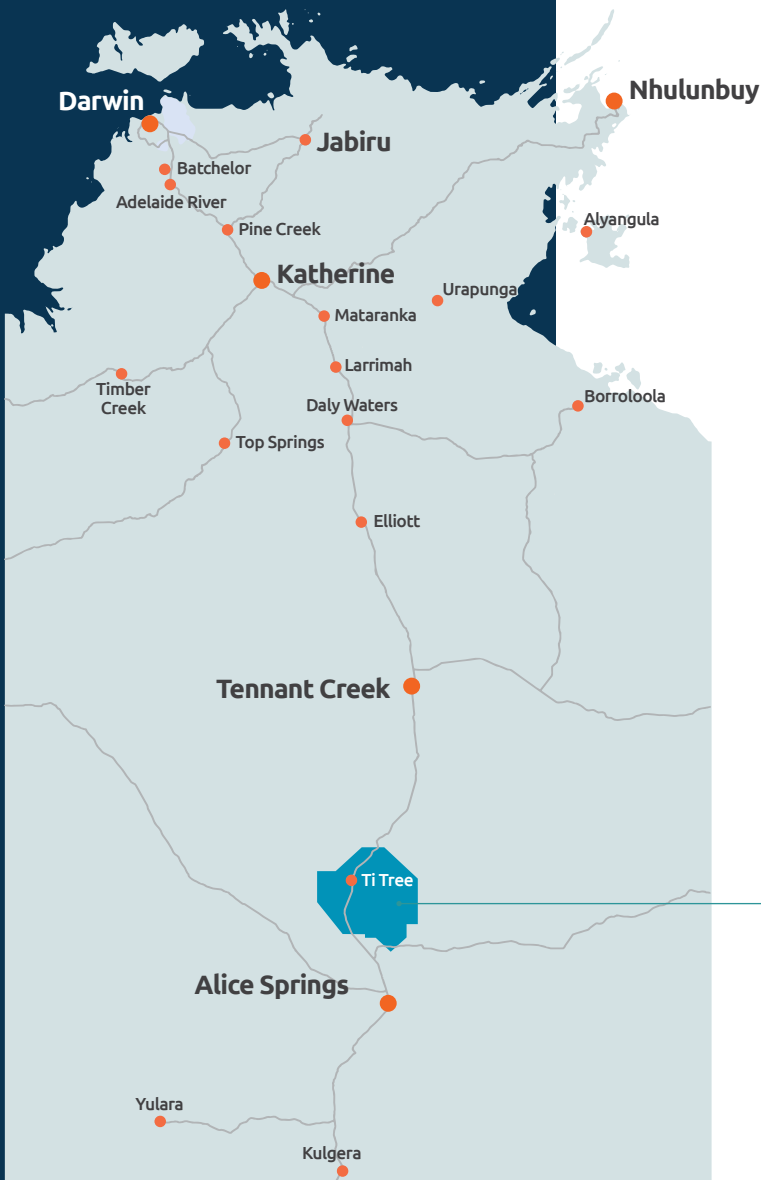 Nhulunbuy
Darwin
Jabiru
Batchelor
Adelaide River
Alyangula
Pine Creek
Katherine
Urapunga
Mataranka
Larrimah
Timber
Creek
Borroloola
Daly Waters
Top Springs
Elliott
Tennant Creek
Ti Tree
Alice Springs
Yulara
Kulgera